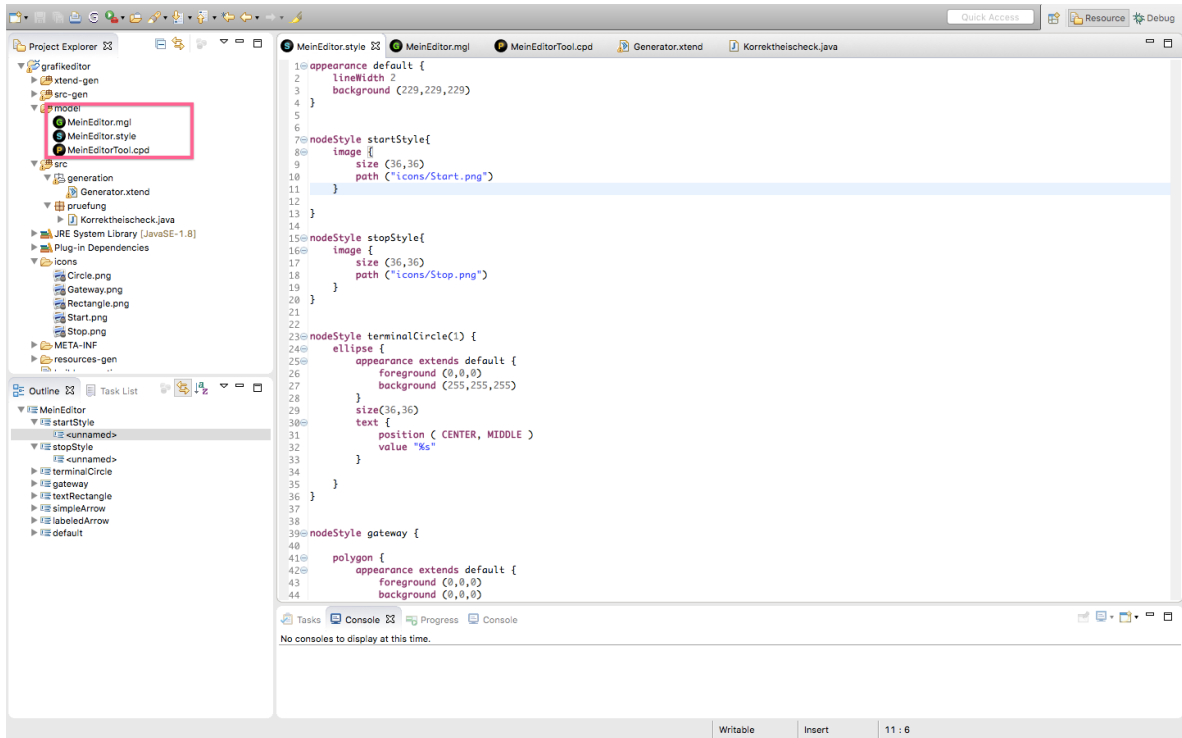 Quick Access
Resource
Debug
Project Explorer
grafikeditor
xtend-gen
src-gen
model
MeinEditor.mgl
MeinEditor.style
MeinEditorTool.cpd
src
generation
Generator.xtend
pruefung
Korrektheischeck.java
JRE System Library [JavaSE-1.8]
Plug-in Dependencies
icons
Circle.png
Gateway.png
Rectangle.png
Start.png
Stop.png
META-INF
resources-gen
Outline
Task List
MeinEditor
startStyle
<unnamed>
stopStyle
<unnamed>
terminalCircle
gateway
textRectangle
simpleArrow
labeledArrow
default
MeinEditor.style
MeinEditor.mgl
MeinEditorTool.cpd
Generator.xtend
Korrektheischeck.java
1 appearance default {
2 lineWidth 2
3 background (229,229,229)
4 }
5
6
7 nodeStyle startStyle{
8 image {
9 size (36,36)
10 path ("icons/Start.png")
11 }
12
13 }
14
15 nodeStyle stopStyle{
16 image {
17 size (36,36)
18 path ("icons/Stop.png")
19 }
20 }
21
22
23 nodeStyle terminalCircle(1) {
24 ellipse {
25 appearance extends default {
26 foreground (0,0,0)
27 background (255,255,255)
28 }
29 size(36,36)
30 text {
31 position ( CENTER, MIDDLE )
32 value "%s"
33 }
34
35 }
36 }
37
38
39 nodeStyle gateway {
40
41 polygon {
42 appearance extends default {
43 foreground (0,0,0)
44 background (0,0,0)
Tasks
Console
Progress
Console
No consoles to display at this time.
Writable
Insert
11 : 6